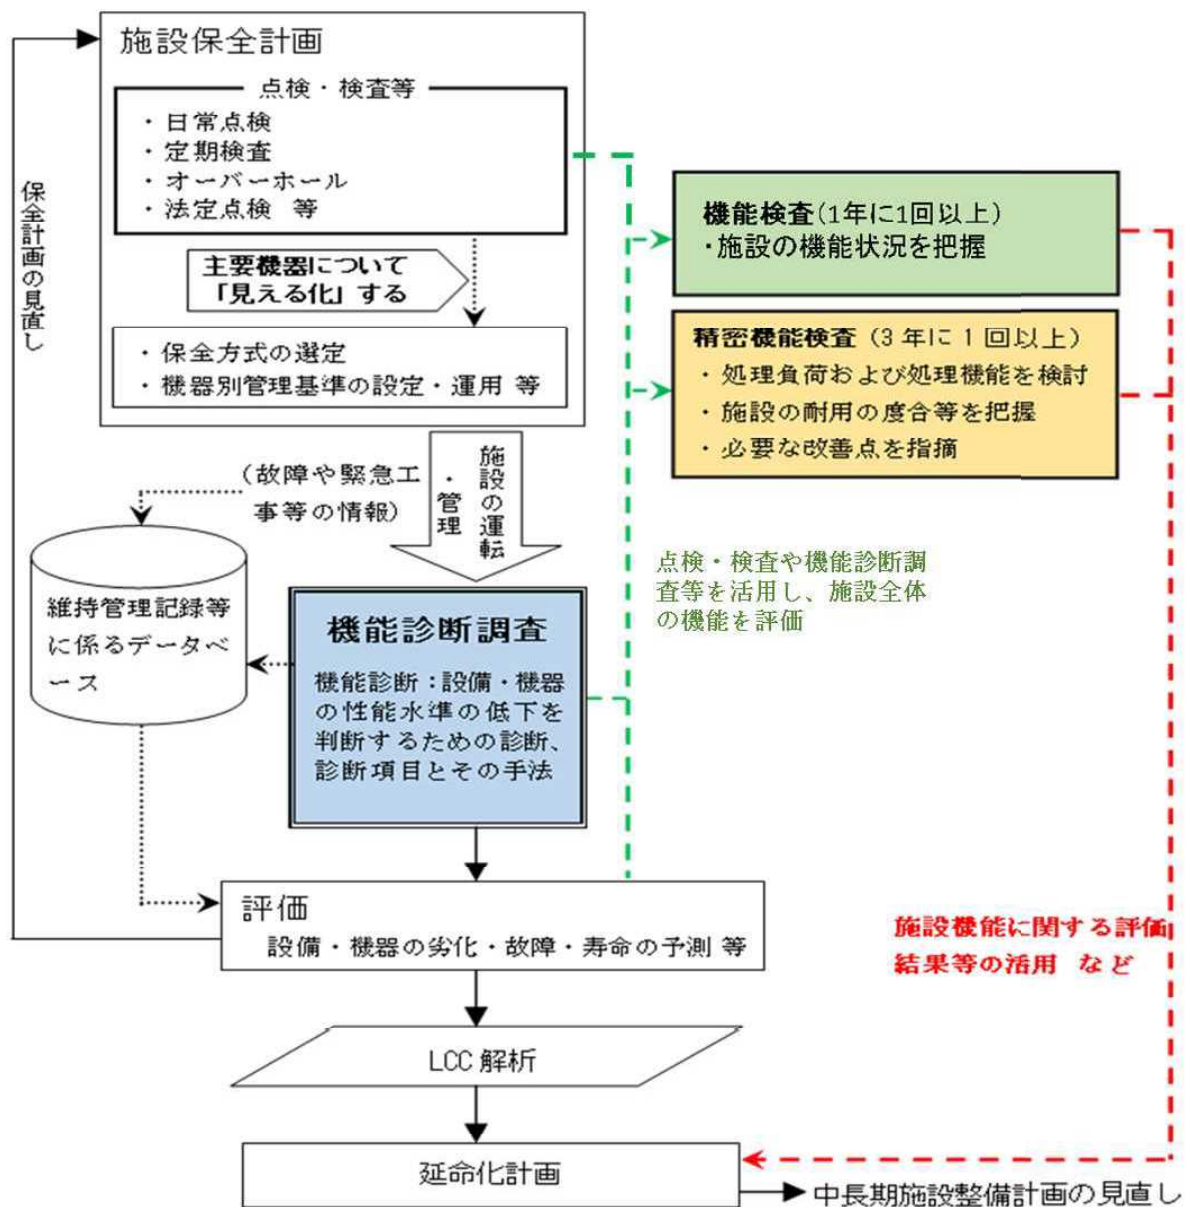 施設保全計画
点検・検査等
・日常点検
・定期検査
・オーバーホール
・法定点検 等
主要機器について
「見える化」する
・保全方式の選定
・機器別管理基準の設定・運用 等
保全計画の見直し
機能検査(1年に1回以上)
・施設の機能状況を把握
精密機能検査(3年に1回以上)
・処理負荷および処理機能を検討
・施設の耐用の度合等を把握
・必要な改善点を指摘
(故障や緊急工
事等の情報)
施設の運転
・管理
維持管理記録等
に係るデータベ
ース
機能診断調査
機能診断：設備・機器
の性能水準の低下を
判断するための診断、
診断項目とその手法
点検・検査や機能診断調
査等を活用し、施設全体
の機能を評価
評価
設備・機器の劣化・故障・寿命の予測 等
施設機能に関する評価
結果等の活用 など
LCC 解析
延命化計画
中長期施設整備計画の見直し